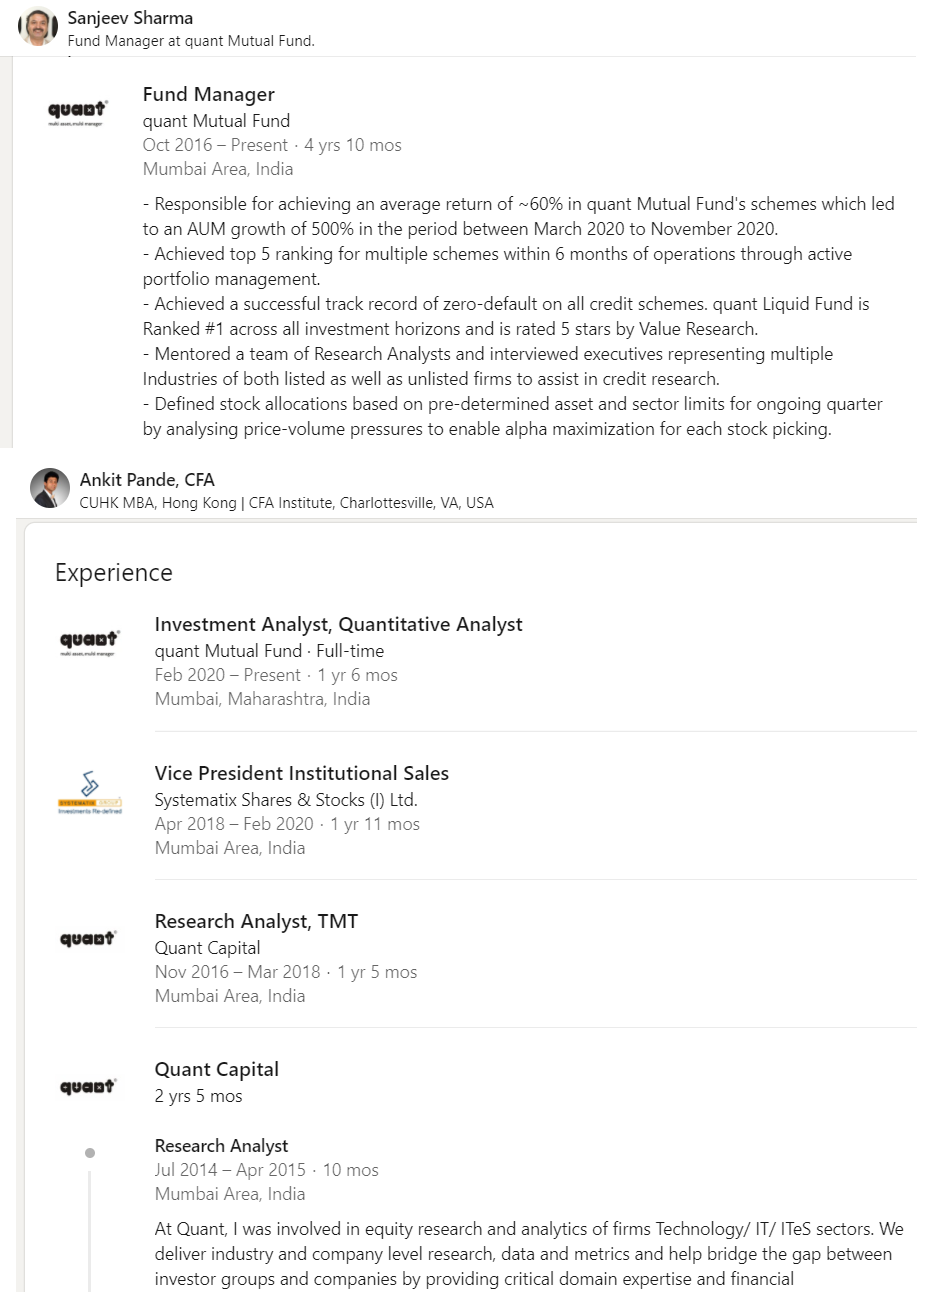 Sanjeev Sharma
Fund Manager at quant Mutual Fund.
quant
multi asset, multi manager
Fund Manager
quant Mutual Fund
Oct 2016 – Present · 4 yrs 10 mos
Mumbai Area, India
- Responsible for achieving an average return of ~60% in quant Mutual Fund's schemes which led
to an AUM growth of 500% in the period between March 2020 to November 2020.
- Achieved top 5 ranking for multiple schemes within 6 months of operations through active
portfolio management.
- Achieved a successful track record of zero-default on all credit schemes. quant Liquid Fund is
Ranked #1 across all investment horizons and is rated 5 stars by Value Research.
- Mentored a team of Research Analysts and interviewed executives representing multiple
Industries of both listed as well as unlisted firms to assist in credit research.
- Defined stock allocations based on pre-determined asset and sector limits for ongoing quarter
by analysing price-volume pressures to enable alpha maximization for each stock picking.
Ankit Pande, CFA
CUHK MBA, Hong Kong | CFA Institute, Charlottesville, VA, USA
Experience
quant
multi asset, multi manager
Investment Analyst, Quantitative Analyst
quant Mutual Fund · Full-time
Feb 2020 – Present · 1 yr 6 mos
Mumbai, Maharashtra, India
SYSTEMATIX GROUP
Investments Re-defined
Vice President Institutional Sales
Systematix Shares & Stocks (I) Ltd.
Apr 2018 – Feb 2020 · 1 yr 11 mos
Mumbai Area, India
quant
Research Analyst, TMT
Quant Capital
Nov 2016 – Mar 2018 · 1 yr 5 mos
Mumbai Area, India
quant
Quant Capital
2 yrs 5 mos
Research Analyst
Jul 2014 – Apr 2015 · 10 mos
Mumbai Area, India
At Quant, I was involved in equity research and analytics of firms Technology/ IT/ ITeS sectors. We
deliver industry and company level research, data and metrics and help bridge the gap between
investor groups and companies by providing critical domain expertise and financial